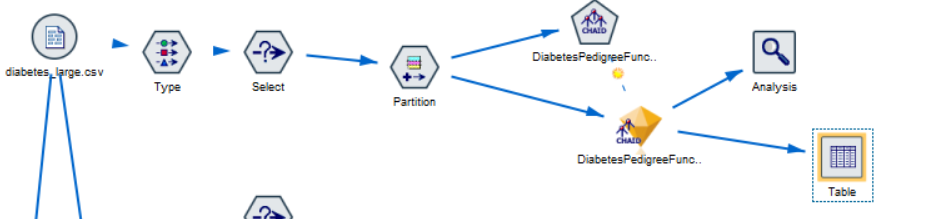 CHAID
diabetes_large.csv
Type
Select
Partition
DiabetesPedigreeFunc..
Analysis
CHAID
DiabetesPedigreeFunc..
Table